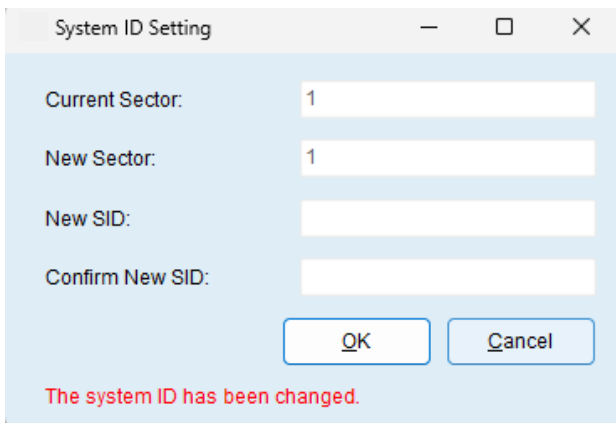 System ID Setting
Current Sector: 1
New Sector: 1
New SID:
Confirm New SID:
OK Cancel
The system ID has been changed.